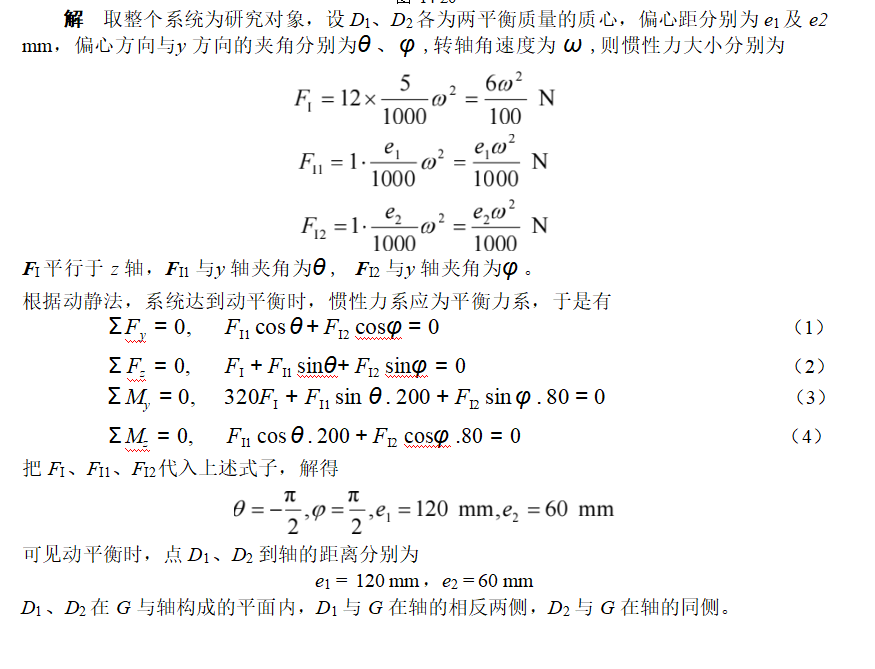 解 取整个系统为研究对象，设 D1、D2 各为两平衡质量的质心，偏心距分别为 e1 及 e2
mm，偏心方向与y 方向的夹角分别为θ 、 φ ,转轴角速度为 ω ,则惯性力大小分别为
F_I = 12 × 5/1000 ω² = 6ω²/100 N
F_I1 = 1 · e1/1000 ω² = e1ω²/1000 N
F_I2 = 1 · e2/1000 ω² = e2ω²/1000 N
F_I 平行于 z 轴，F_I1 与y 轴夹角为θ， F_I2 与y 轴夹角为φ 。
根据动静法，系统达到动平衡时，惯性力系应为平衡力系，于是有
ΣF_y = 0, F_I1 cos θ + F_I2 cosφ = 0 （1）
Σ F_z = 0, F_I + F_I1 sinθ+ F_I2 sinφ = 0 （2）
Σ M_y = 0, 320F_I + F_I1 sin θ . 200 + F_I2 sin φ . 80 = 0 （3）
Σ M_z = 0, F_I1 cos θ . 200 + F_I2 cosφ .80 = 0 （4）
把 F_I、F_I1、F_I2 代入上述式子，解得
θ = −π/2 ,φ = π/2 ,e1 = 120 mm,e2 = 60 mm
可见动平衡时，点 D1、D2 到轴的距离分别为
e1 = 120 mm，e2 = 60 mm
D1、D2 在 G 与轴构成的平面内，D1 与 G 在轴的相反两侧，D2 与 G 在轴的同侧。